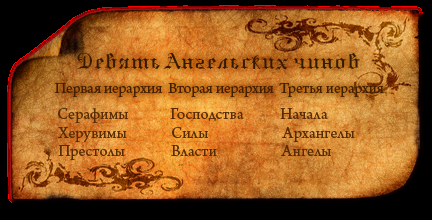 Девять Ангельских чинов
Первая иерархия Вторая иерархия Третья иерархия
Серафимы Господства Начала
Херувимы Силы Архангелы
Престолы Власти Ангелы